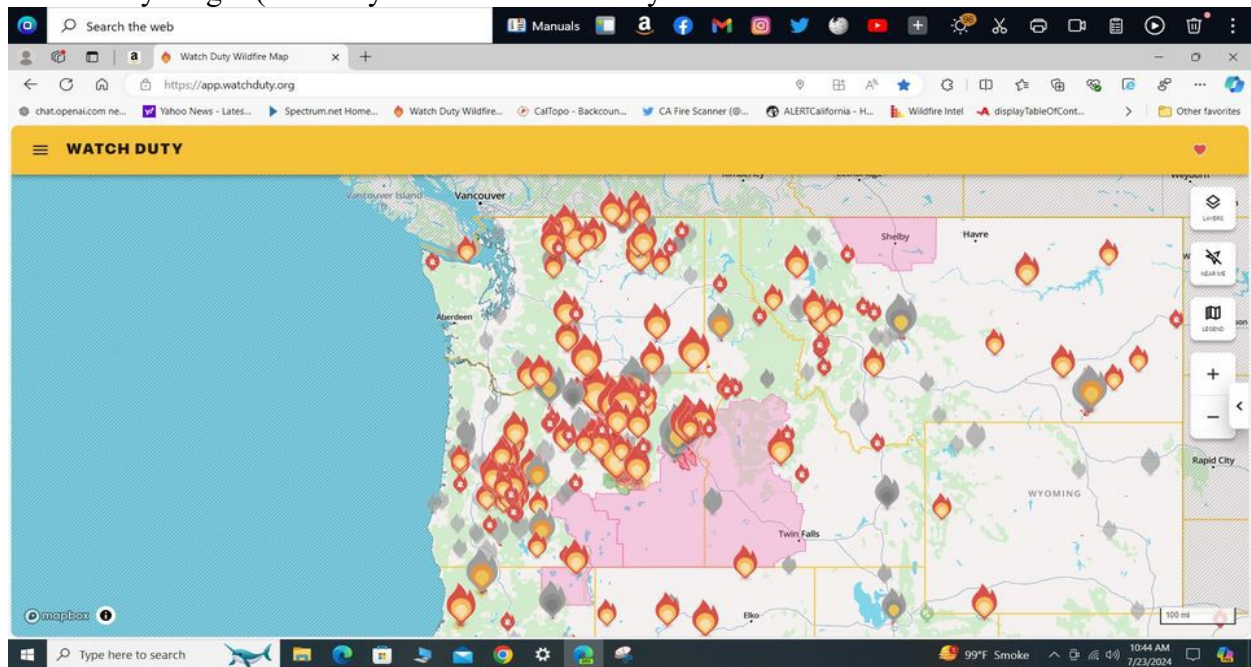 Search the web
Manuals
Watch Duty Wildfire Map
https://app.watchduty.org
chat.openai.com ne...
Yahoo News - Lates...
Spectrum.net Home...
Watch Duty Wildfire...
CalTopo - Backcoun...
CA Fire Scanner (@...
ALERTCalifornia - H...
Wildfire Intel
displayTableOfCont...
Other favorites
WATCH DUTY
Vancouver Island
Vancouver
Weyburn
LAYERS
Shelby
Havre
NEAR ME
Aberdeen
LEGEND
Rapid City
WYOMING
Twin Falls
Elko
mapbox
100 mi
Type here to search
99°F Smoke
10:44 AM
7/23/2024